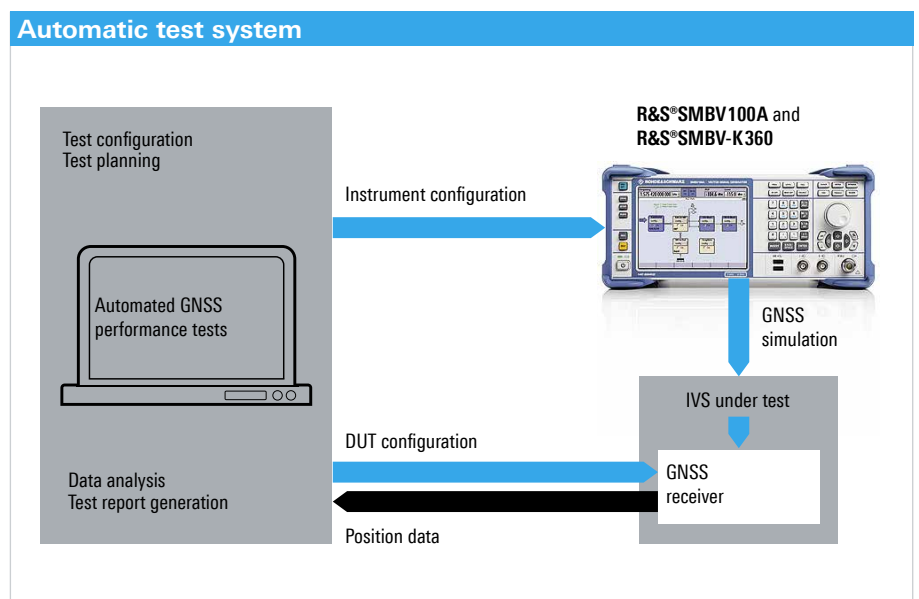 Automatic test system
R&S®SMBV100A and
R&S®SMBV-K360
Test configuration
Test planning
Instrument configuration
Automated GNSS
performance tests
GNSS
simulation
IVS under test
DUT configuration
GNSS
receiver
Data analysis
Test report generation
Position data